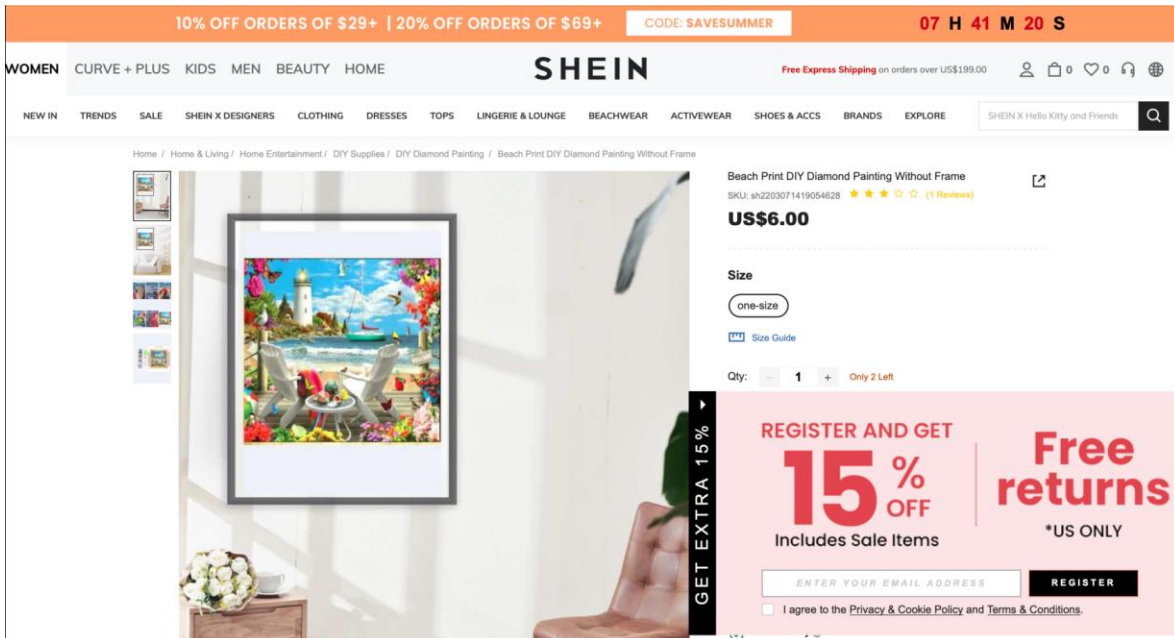 10% OFF ORDERS OF $29+ | 20% OFF ORDERS OF $69+ CODE: SAVESUMMER 07 H 41 M 20 S
WOMEN CURVE + PLUS KIDS MEN BEAUTY HOME SHEIN Free Express Shipping on orders over US$199.00 0 0
NEW IN TRENDS SALE SHEIN X DESIGNERS CLOTHING DRESSES TOPS LINGERIE & LOUNGE BEACHWEAR ACTIVEWEAR SHOES & ACCS BRANDS EXPLORE SHEIN X Hello Kitty and Friends
Home / Home & Living / Home Entertainment / DIY Supplies / DIY Diamond Painting / Beach Print DIY Diamond Painting Without Frame
Beach Print DIY Diamond Painting Without Frame
SKU: sh2203071419054628 (1 Reviews)
US$6.00
Size
one-size
Size Guide
Qty: - 1 + Only 2 Left
GET EXTRA 15%
REGISTER AND GET
15% OFF
Includes Sale Items
Free
returns
*US ONLY
ENTER YOUR EMAIL ADDRESS REGISTER
I agree to the Privacy & Cookie Policy and Terms & Conditions.